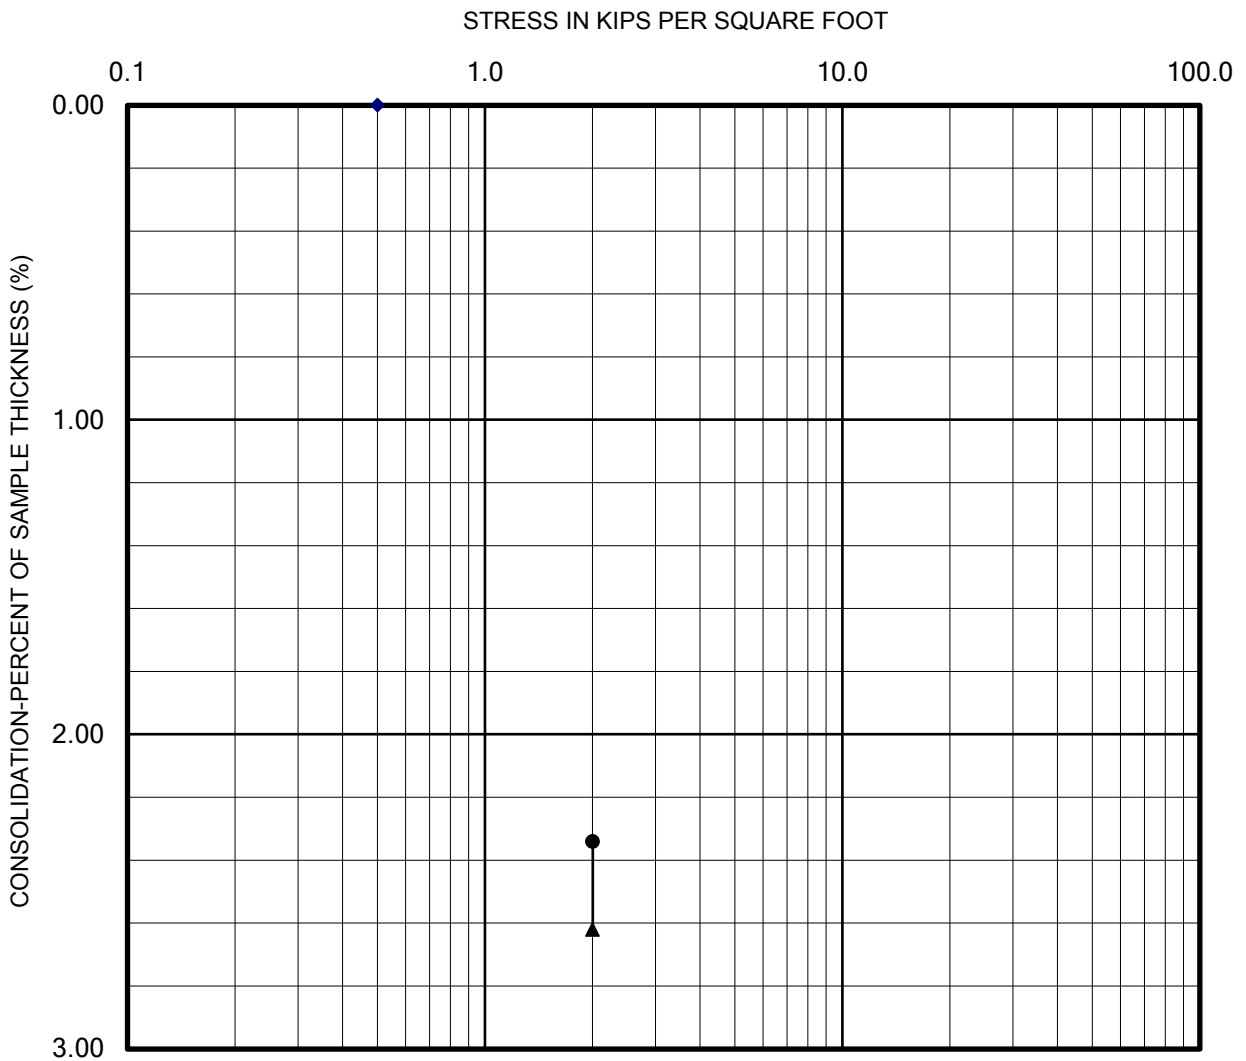 STRESS IN KIPS PER SQUARE FOOT
0.1 1.0 10.0 100.0
0.00
1.00
2.00
3.00
CONSOLIDATION-PERCENT OF SAMPLE THICKNESS (%)